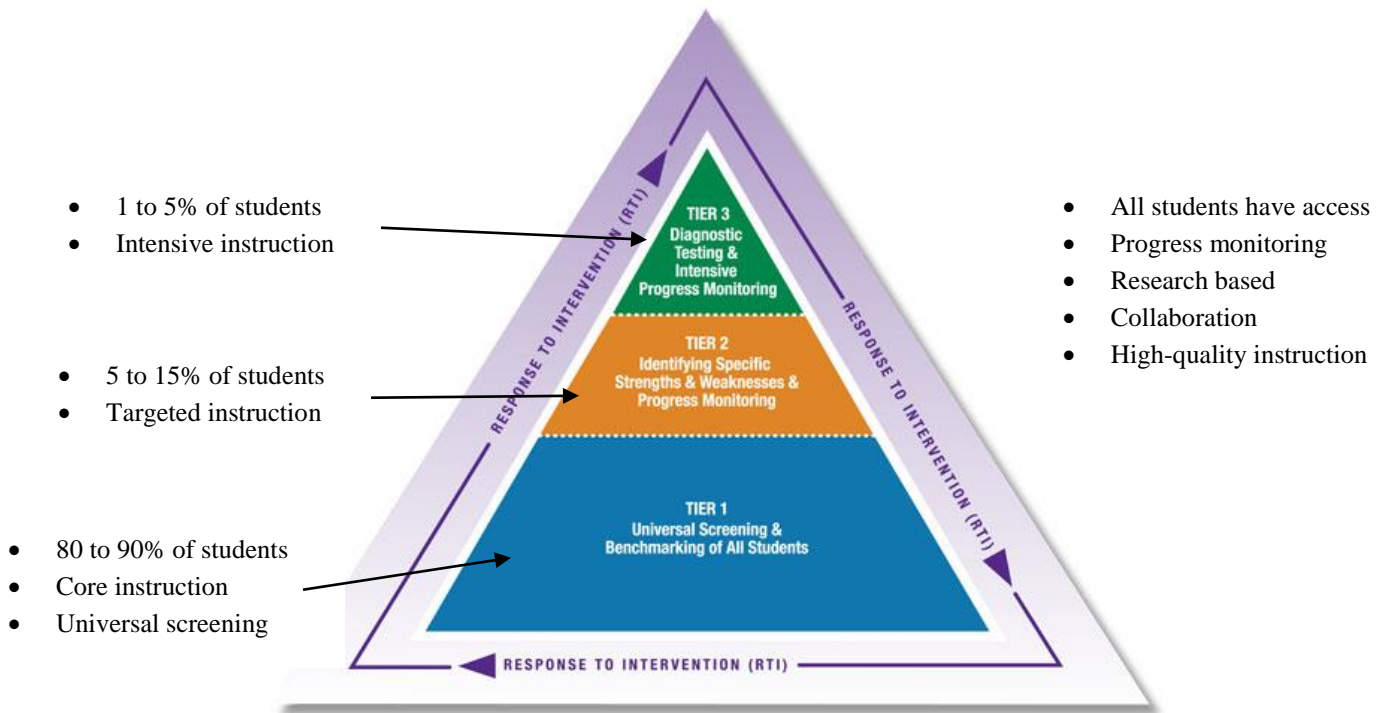 • 1 to 5% of students
• Intensive instruction
• 5 to 15% of students
• Targeted instruction
• 80 to 90% of students
• Core instruction
• Universal screening
RESPONSE TO INTERVENTION (RTI)
TIER 3
Diagnostic
Testing &
Intensive
Progress Monitoring
TIER 2
Identifying Specific
Strengths & Weaknesses &
Progress Monitoring
TIER 1
Universal Screening &
Benchmarking of All Students
RESPONSE TO INTERVENTION (RTI)
RESPONSE TO INTERVENTION (RTI)
• All students have access
• Progress monitoring
• Research based
• Collaboration
• High-quality instruction